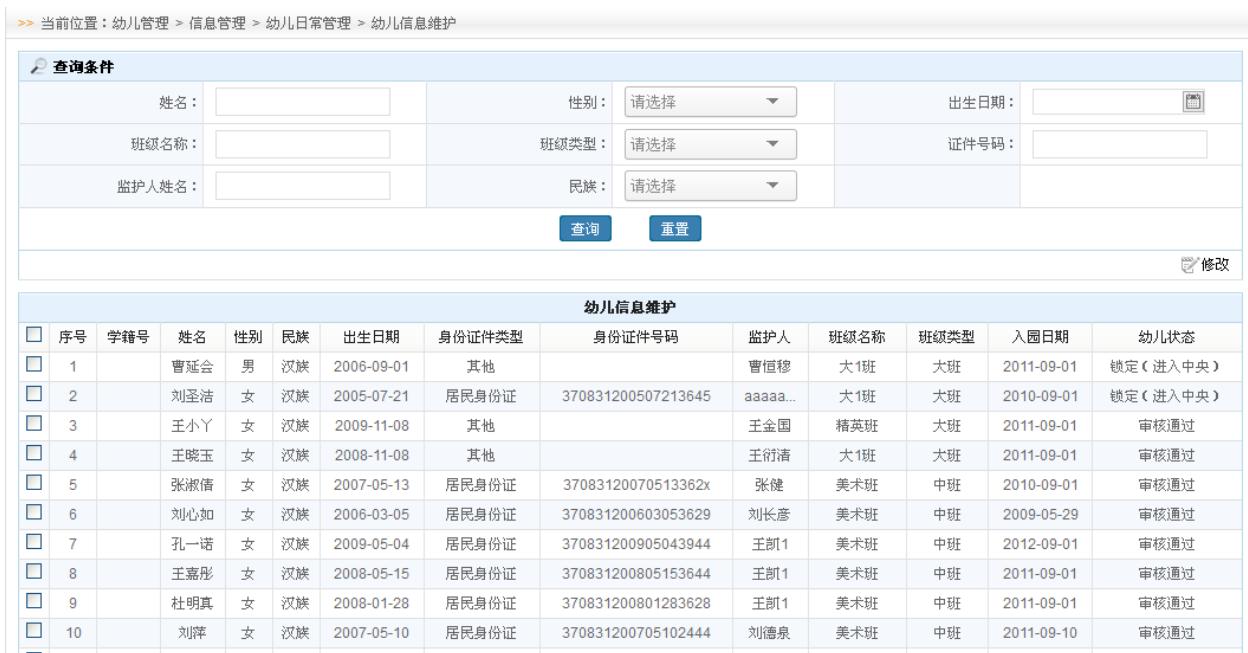 >> 当前位置：幼儿管理 > 信息管理 > 幼儿日常管理 > 幼儿信息维护
查询条件
姓名： 性别： 请选择 出生日期：
班级名称： 班级类型： 请选择 证件号码：
监护人姓名： 民族： 请选择
查询 重置
修改
幼儿信息维护
序号 学籍号 姓名 性别 民族 出生日期 身份证件类型 身份证件号码 监护人 班级名称 班级类型 入园日期 幼儿状态
1 曹延会 男 汉族 2006-09-01 其他 曹恒穆 大1班 大班 2011-09-01 锁定(进入中央)
2 刘圣洁 女 汉族 2005-07-21 居民身份证 370831200507213645 aaaaa... 大1班 大班 2010-09-01 锁定(进入中央)
3 王小丫 女 汉族 2009-11-08 其他 王金国 精英班 大班 2011-09-01 审核通过
4 王晓玉 女 汉族 2008-11-08 其他 王衍清 大1班 大班 2011-09-01 审核通过
5 张淑倩 女 汉族 2007-05-13 居民身份证 37083120070513362x 张健 美术班 中班 2010-09-01 审核通过
6 刘心如 女 汉族 2006-03-05 居民身份证 370831200603053629 刘长彦 美术班 中班 2009-05-29 审核通过
7 孔一诺 女 汉族 2009-05-04 居民身份证 370831200905043944 王凯1 美术班 中班 2012-09-01 审核通过
8 王嘉彤 女 汉族 2008-05-15 居民身份证 370831200805153644 王凯1 美术班 中班 2011-09-01 审核通过
9 杜明真 女 汉族 2008-01-28 居民身份证 370831200801283628 王凯1 美术班 中班 2011-09-01 审核通过
10 刘萍 女 汉族 2007-05-10 居民身份证 370831200705102444 刘德泉 美术班 中班 2011-09-10 审核通过